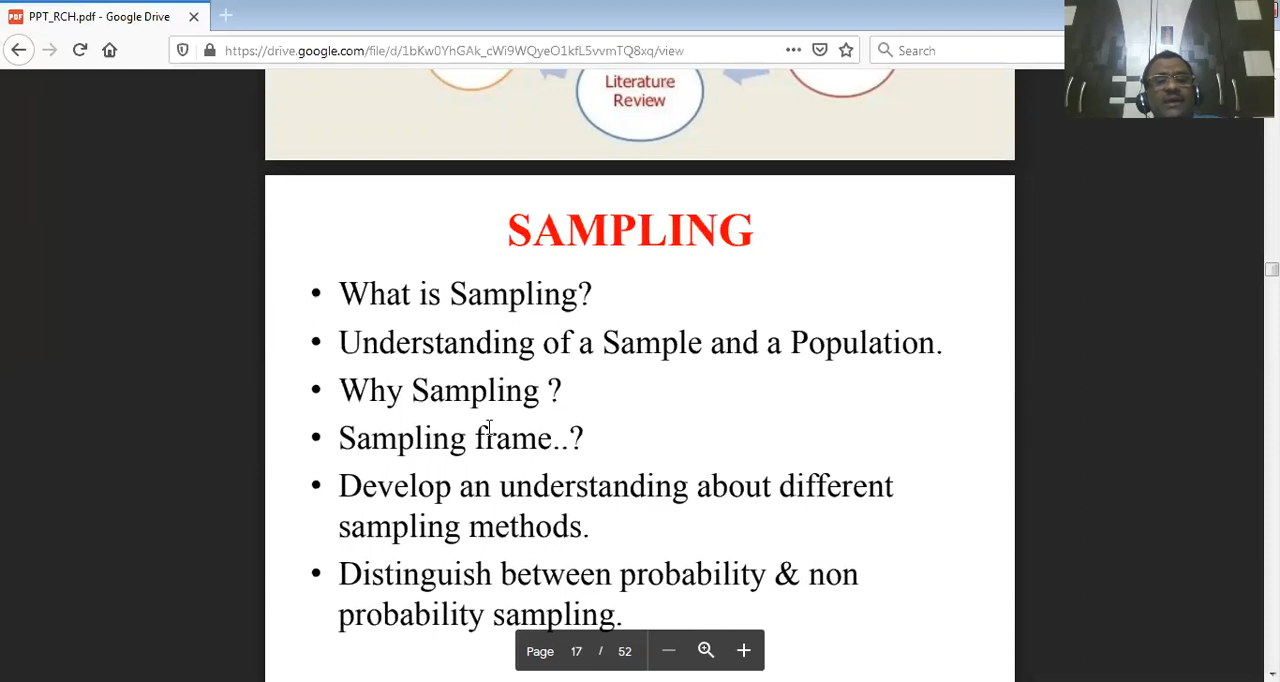 PPT_RCH.pdf - Google Drive
https://drive.google.com/file/d/1bKw0YhGAk_cWi9WQyeO1kfL5vvmTQ8xq/view
Search
Literature
Review
SAMPLING
• What is Sampling?
• Understanding of a Sample and a Population.
• Why Sampling ?
• Sampling frame..?
• Develop an understanding about different
sampling methods.
• Distinguish between probability & non
probability sampling.
Page 17 / 52